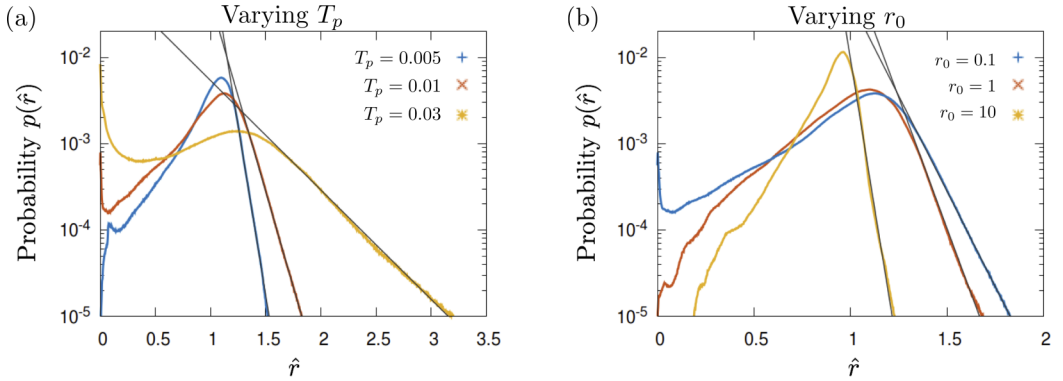 (a)
Varying T_p
Probability p(r̂)
10^-2
10^-3
10^-4
10^-5
T_p = 0.005
T_p = 0.01
T_p = 0.03
0 0.5 1 1.5 2 2.5 3 3.5
r̂
(b)
Varying r_0
Probability p(r̂)
10^-2
10^-3
10^-4
10^-5
r_0 = 0.1
r_0 = 1
r_0 = 10
0 0.5 1 1.5 2
r̂